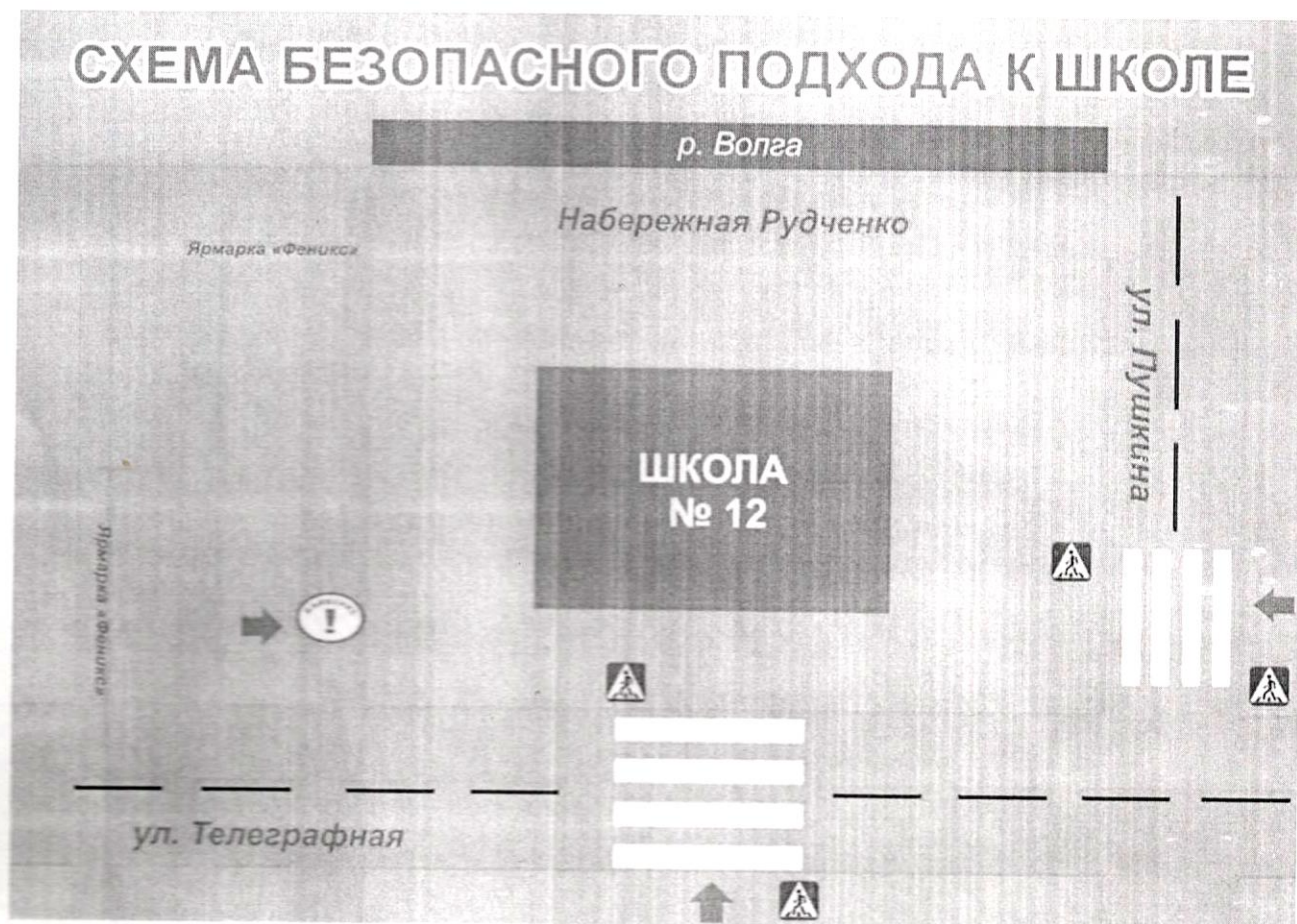 СХЕМА БЕЗОПАСНОГО ПОДХОДА К ШКОЛЕ
р. Волга
Набережная Рудченко
Ярмарка «Феникс»
ул. Пушкина
ШКОЛА
№ 12
Ярмарка «Феникс»
!
ул. Телеграфная